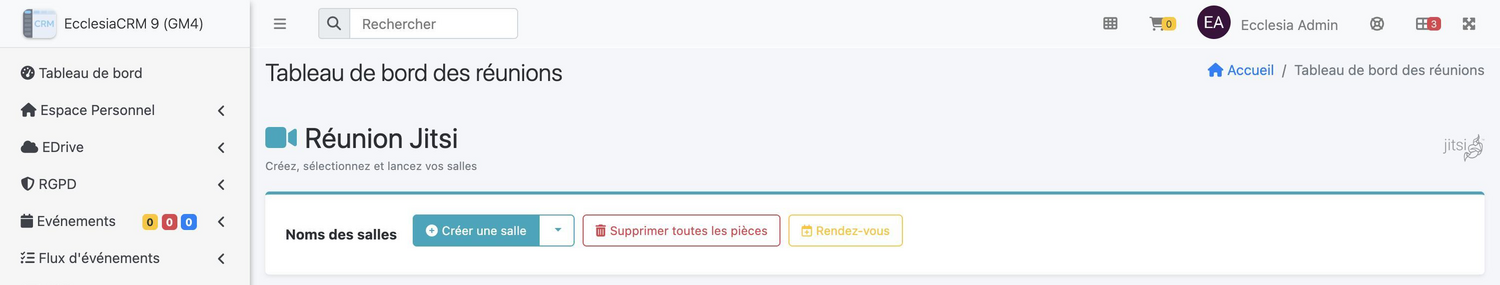 CRM EcclesiaCRM 9 (GM4)
Rechercher
0
EA Ecclesia Admin
3
Tableau de bord
Espace Personnel
EDrive
RGPD
Evénements 0 0 0
Flux d'événements
Tableau de bord des réunions
Accueil / Tableau de bord des réunions
Réunion Jitsi
jitsi
Créez, sélectionnez et lancez vos salles
Noms des salles
Créer une salle
Supprimer toutes les pièces
Rendez-vous